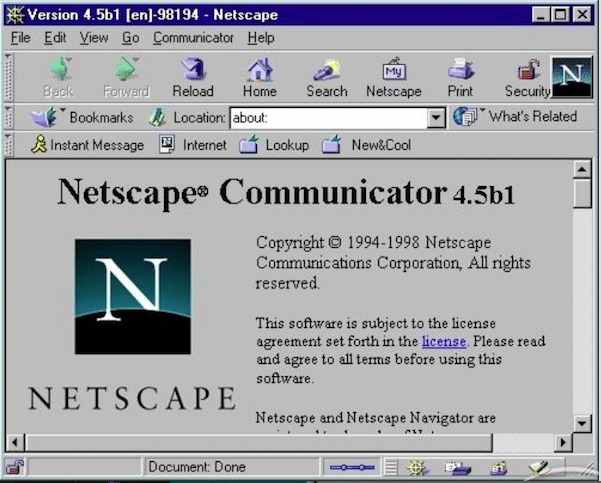 Version 4.5b1 [en]-98194 - Netscape
File Edit View Go Communicator Help
My
N
Back Forward Reload Home Search Netscape Print Security
Bookmarks Location: about: What's Related
Instant Message Internet Lookup New&Cool
Netscape® Communicator 4.5b1
N
NETSCAPE
Copyright © 1994-1998 Netscape
Communications Corporation, All rights
reserved.
This software is subject to the license
agreement set forth in the license. Please read
and agree to all terms before using this
software.
Netscape and Netscape Navigator are
Document: Done